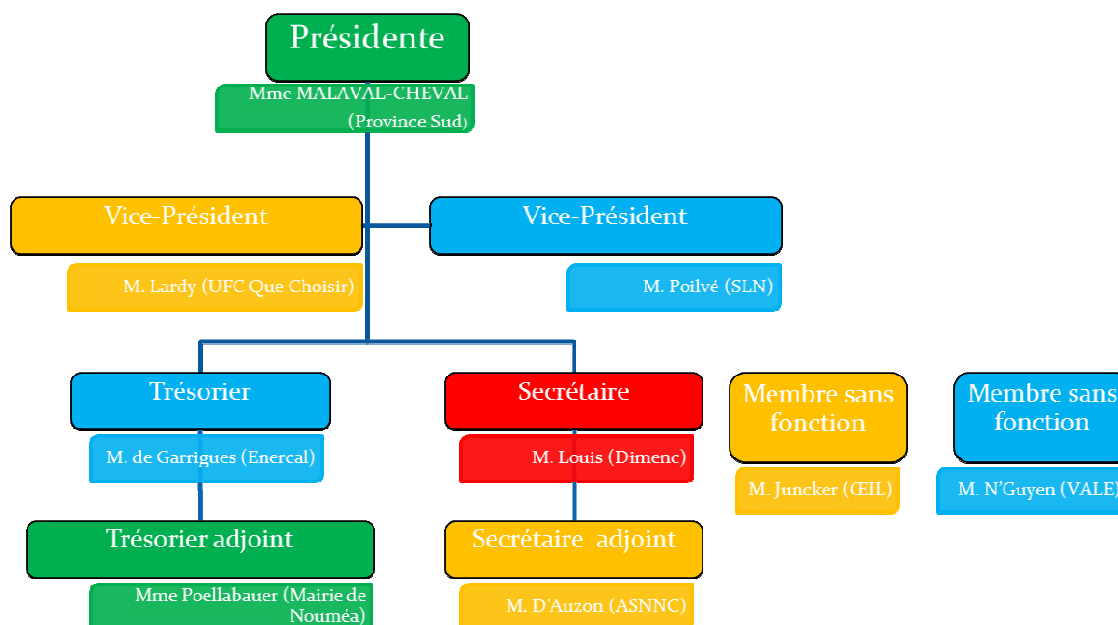 Présidente
Mme MALAVAL-CHEVAL
(Province Sud)
Vice-Président
Vice-Président
M. Lardy (UFC Que Choisir)
M. Poilvé (SLN)
Trésorier
Secrétaire
Membre sans
fonction
Membre sans
fonction
M. de Garrigues (Enercal)
M. Louis (Dimenc)
M. Juncker (ŒIL)
M. N'Guyen (VALE)
Trésorier adjoint
Secrétaire adjoint
Mme Poellabauer (Mairie de
Nouméa)
M. D'Auzon (ASNNC)